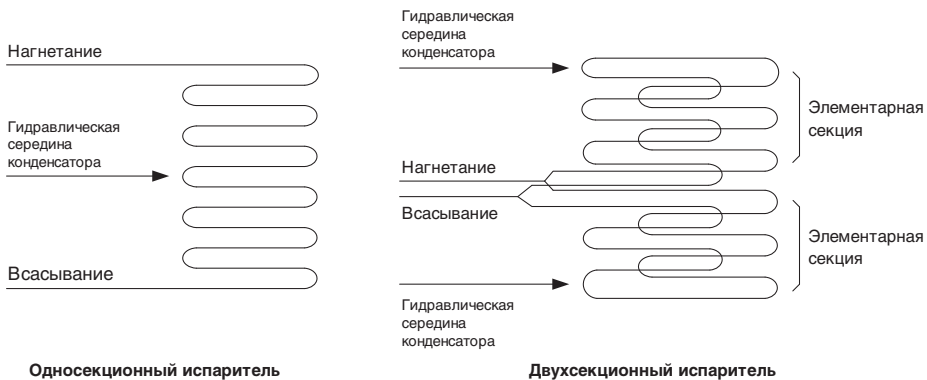 Нагнетание
Гидравлическая
середина
конденсатора
Всасывание
Односекционный испаритель
Гидравлическая
середина
конденсатора
Элементарная
секция
Нагнетание
Всасывание
Элементарная
секция
Гидравлическая
середина
конденсатора
Двухсекционный испаритель